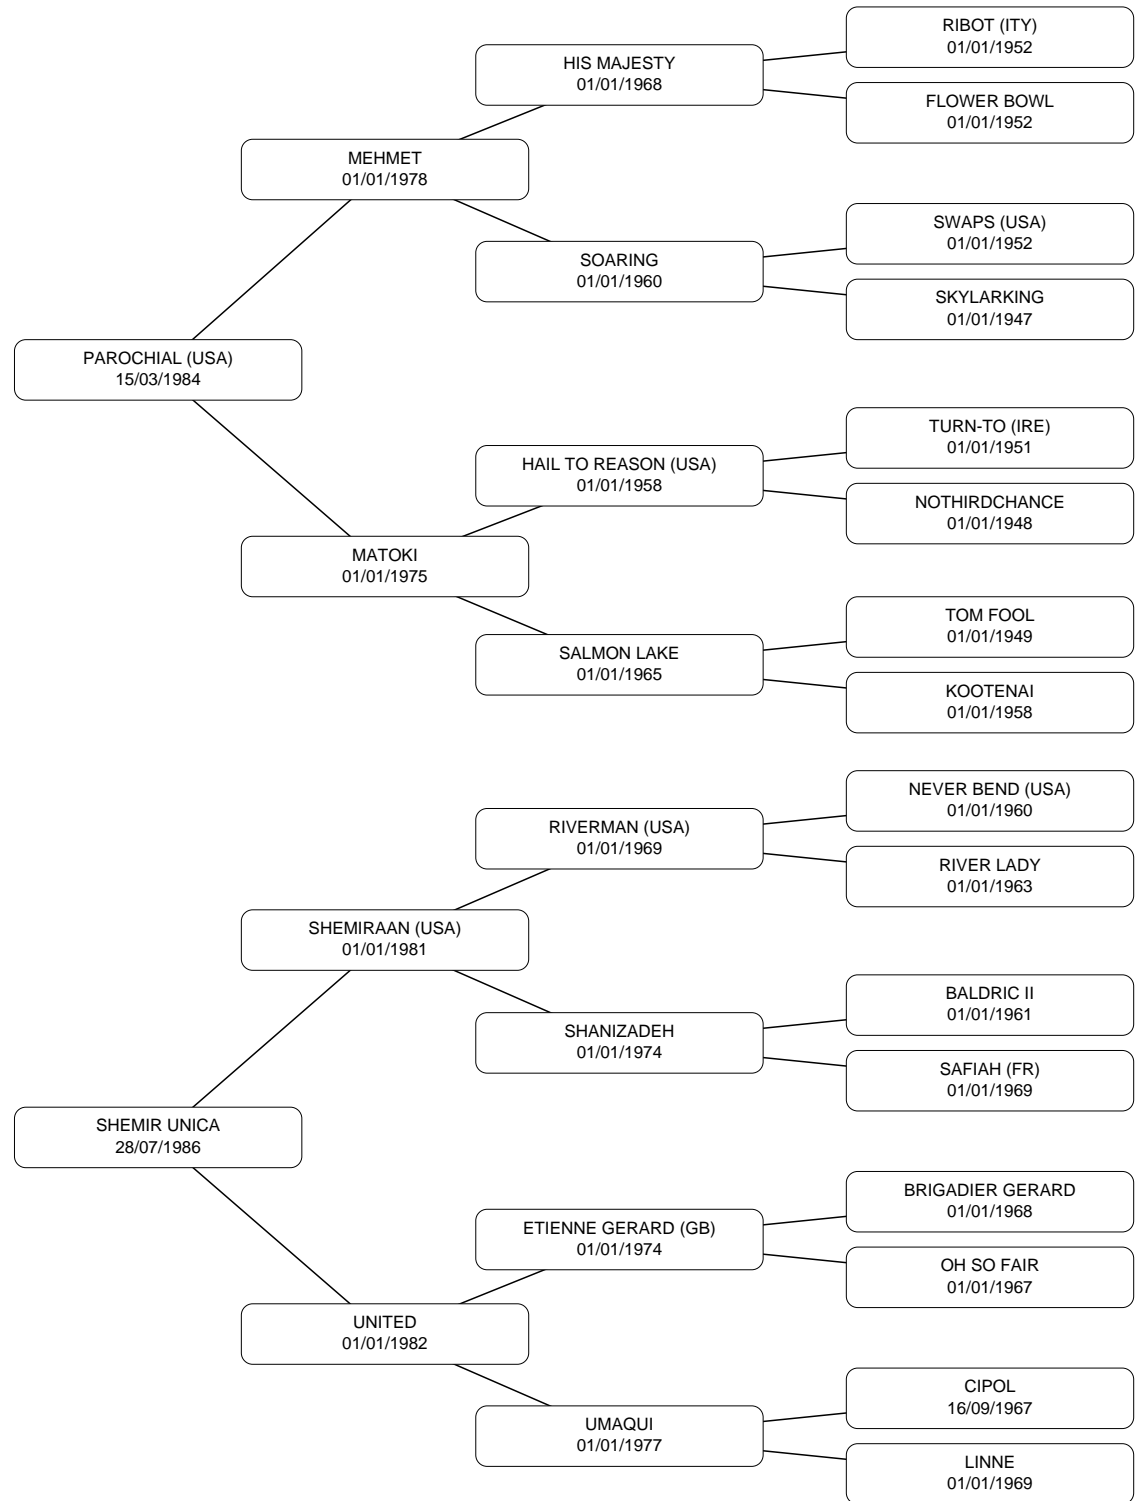 RIBOT (ITY)
01/01/1952
HIS MAJESTY
01/01/1968
FLOWER BOWL
01/01/1952
MEHMET
01/01/1978
SWAPS (USA)
01/01/1952
SOARING
01/01/1960
SKYLARKING
01/01/1947
PAROCHIAL (USA)
15/03/1984
TURN-TO (IRE)
01/01/1951
HAIL TO REASON (USA)
01/01/1958
NOTHIRDCHANCE
01/01/1948
MATOKI
01/01/1975
TOM FOOL
01/01/1949
SALMON LAKE
01/01/1965
KOOTENAI
01/01/1958
NEVER BEND (USA)
01/01/1960
RIVERMAN (USA)
01/01/1969
RIVER LADY
01/01/1963
SHEMIRAAN (USA)
01/01/1981
BALDRIC II
01/01/1961
SHANIZADEH
01/01/1974
SAFIAH (FR)
01/01/1969
SHEMIR UNICA
28/07/1986
BRIGADIER GERARD
01/01/1968
ETIENNE GERARD (GB)
01/01/1974
OH SO FAIR
01/01/1967
UNITED
01/01/1982
CIPOL
16/09/1967
UMAQUI
01/01/1977
LINNE
01/01/1969